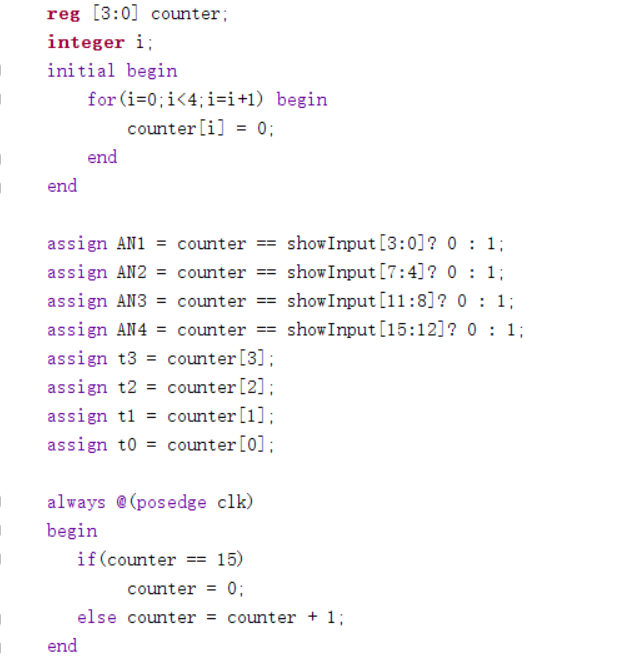 reg [3:0] counter;
integer i;
initial begin
for(i=0;i<4;i=i+1) begin
counter[i] = 0;
end
end
assign AN1 = counter == showInput[3:0]? 0 : 1;
assign AN2 = counter == showInput[7:4]? 0 : 1;
assign AN3 = counter == showInput[11:8]? 0 : 1;
assign AN4 = counter == showInput[15:12]? 0 : 1;
assign t3 = counter[3];
assign t2 = counter[2];
assign t1 = counter[1];
assign t0 = counter[0];
always @(posedge clk)
begin
if(counter == 15)
counter = 0;
else counter = counter + 1;
end